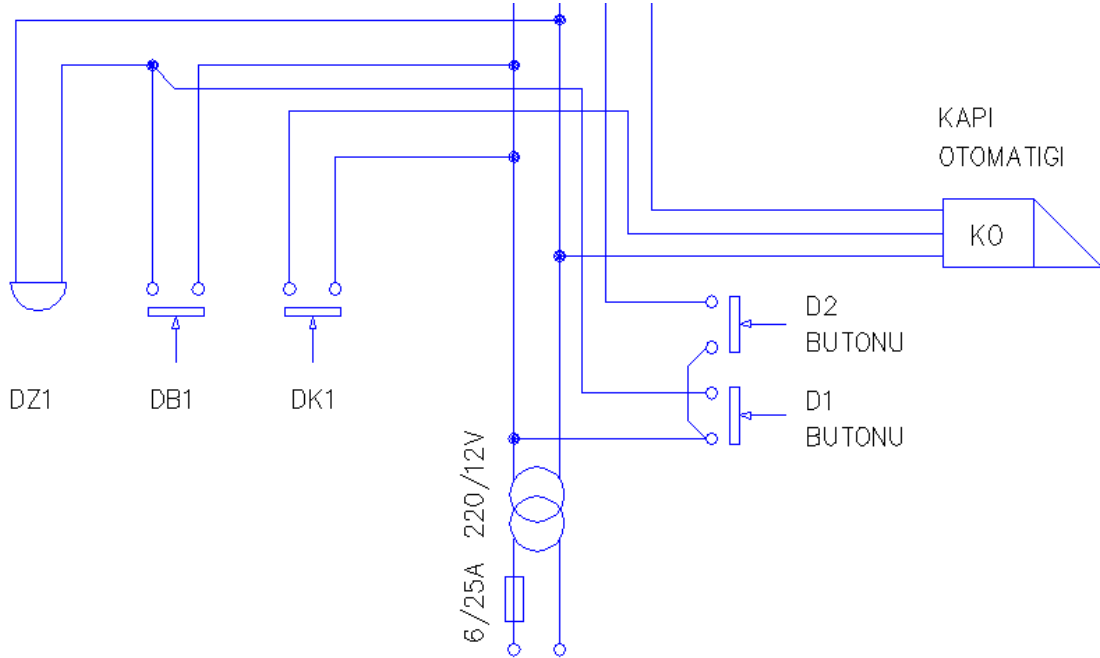 KAPI
OTOMATIGI
KO
D2
BUTONU
DZ1
DB1
DK1
D1
BUTONU
6/25A 220/12V